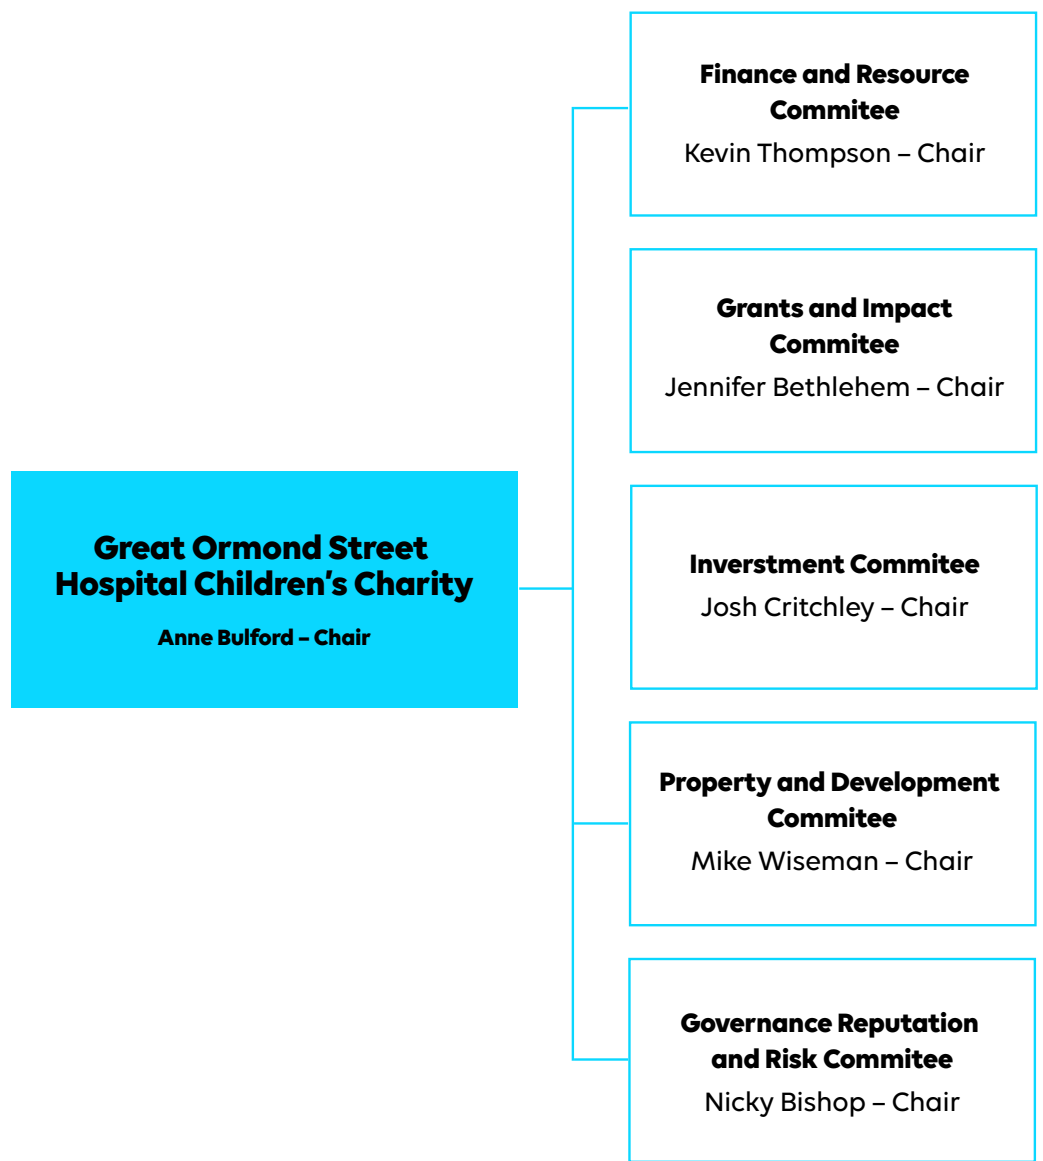 Finance and Resource
Commitee
Kevin Thompson – Chair
Grants and Impact
Commitee
Jennifer Bethlehem – Chair
Great Ormond Street
Hospital Children’s Charity
Anne Bulford – Chair
Inverstment Commitee
Josh Critchley – Chair
Property and Development
Commitee
Mike Wiseman – Chair
Governance Reputation
and Risk Commitee
Nicky Bishop – Chair